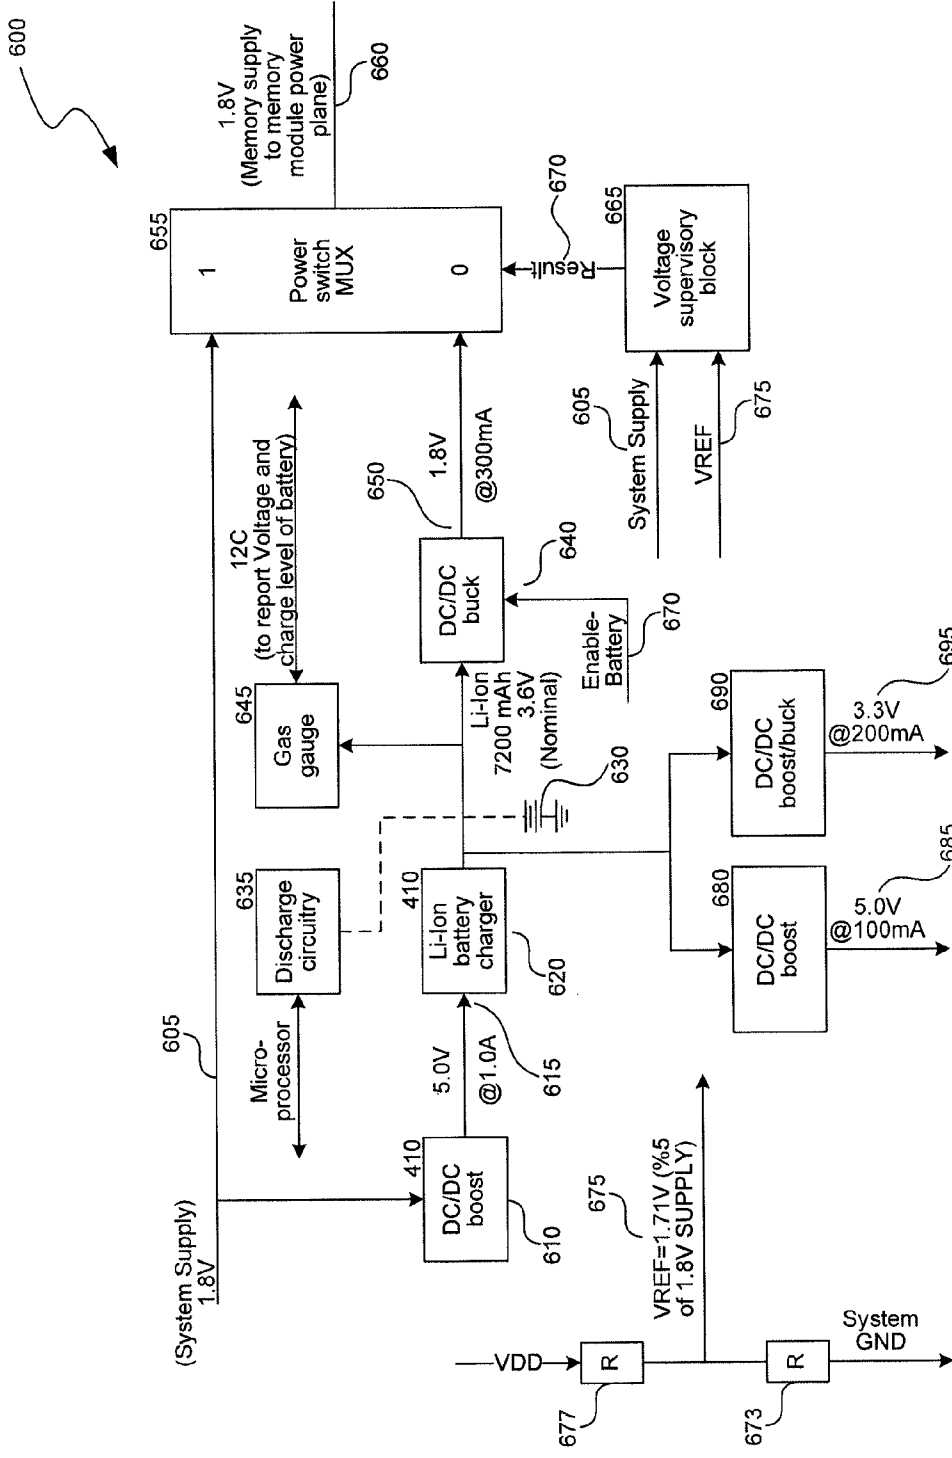 600
1.8V
(Memory supply
to memory
module power
plane)
660
655
1
Power
switch
MUX
0
Result
670
665
Voltage
supervisory
block
605
System Supply
VREF
675
12C
(to report Voltage and
charge level of battery)
650
1.8V
@300mA
645
Gas
gauge
DC/DC
buck
640
Enable-
Battery
670
Li-Ion
7200 mAh
3.6V
(Nominal)
630
635
Discharge
circuitry
Micro-
processor
410
Li-Ion
battery
charger
620
690
DC/DC
boost/buck
3.3V
@200mA
695
680
DC/DC
boost
5.0V
@100mA
685
605
(System Supply)
1.8V
410
DC/DC
boost
610
5.0V
@1.0A
615
675
VREF=1.71V (%5
of 1.8V SUPPLY)
VDD
R
677
R
673
System
GND